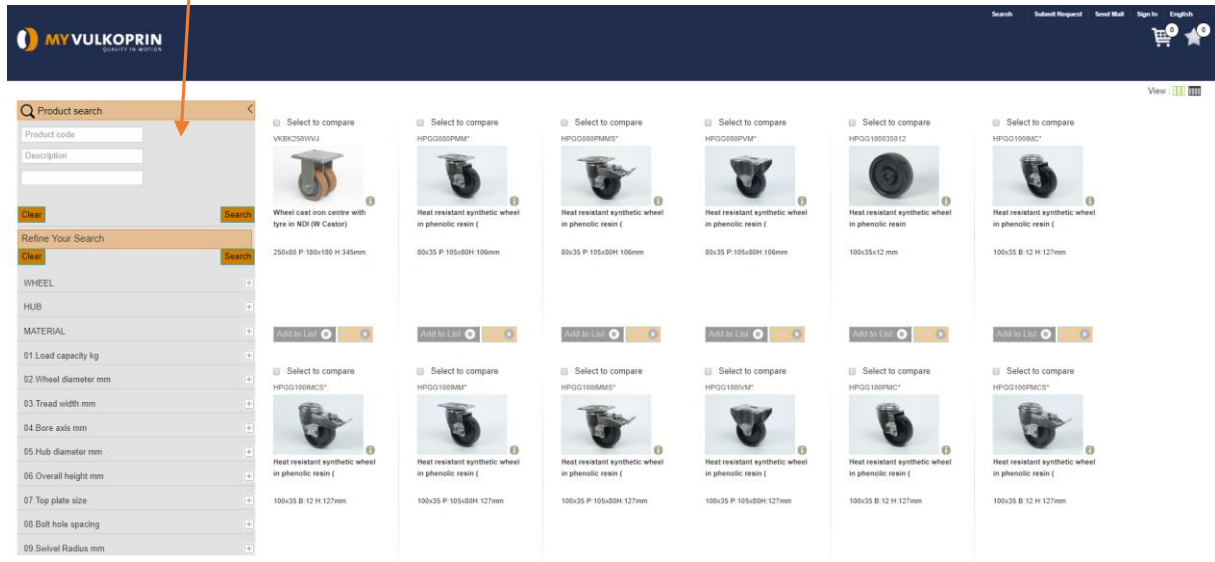 Search Submit Request Send Mail Sign In English
MY VULKOPRIN
QUALITY IN MOTION
0 0
View :
Product search
Product code
Description
Clear Search
Refine Your Search
Clear Search
WHEEL
HUB
MATERIAL
01.Load capacity kg
02.Wheel diameter mm
03.Tread width mm
04.Bore axis mm
05.Hub diameter mm
06.Overall height mm
07.Top plate size
08.Bolt hole spacing
09.Swivel Radius mm
Select to compare Select to compare Select to compare Select to compare Select to compare Select to compare
VKBK250WVJ HPGG080PMM* HPGG080PMMS* HPGG080PVM* HPGG100035012 HPGG100IMC*
Wheel cast iron centre with Heat resistant synthetic wheel Heat resistant synthetic wheel Heat resistant synthetic wheel Heat resistant synthetic wheel Heat resistant synthetic wheel
tyre in NDI (W Castor) in phenolic resin ( in phenolic resin ( in phenolic resin ( in phenolic resin in phenolic resin (
250x80 P:180x180 H:345mm 80x35 P:105x80H:106mm 80x35 P:105x80H:106mm 80x35 P:105x80H:106mm 100x35x12 mm 100x35 B:12 H:127mm
Add to List Add to List Add to List Add to List Add to List Add to List
Select to compare Select to compare Select to compare Select to compare Select to compare Select to compare
HPGG100IMCS* HPGG100IMM* HPGG100IMMS* HPGG100IVM* HPGG100PMC* HPGG100PMCS*
Heat resistant synthetic wheel Heat resistant synthetic wheel Heat resistant synthetic wheel Heat resistant synthetic wheel Heat resistant synthetic wheel Heat resistant synthetic wheel
in phenolic resin ( in phenolic resin ( in phenolic resin ( in phenolic resin ( in phenolic resin ( in phenolic resin (
100x35 B:12 H:127mm 100x35 P:105x80H:127mm 100x35 P:105x80H:127mm 100x35 P:105x80H:127mm 100x35 B:12 H:127mm 100x35 B:12 H:127mm